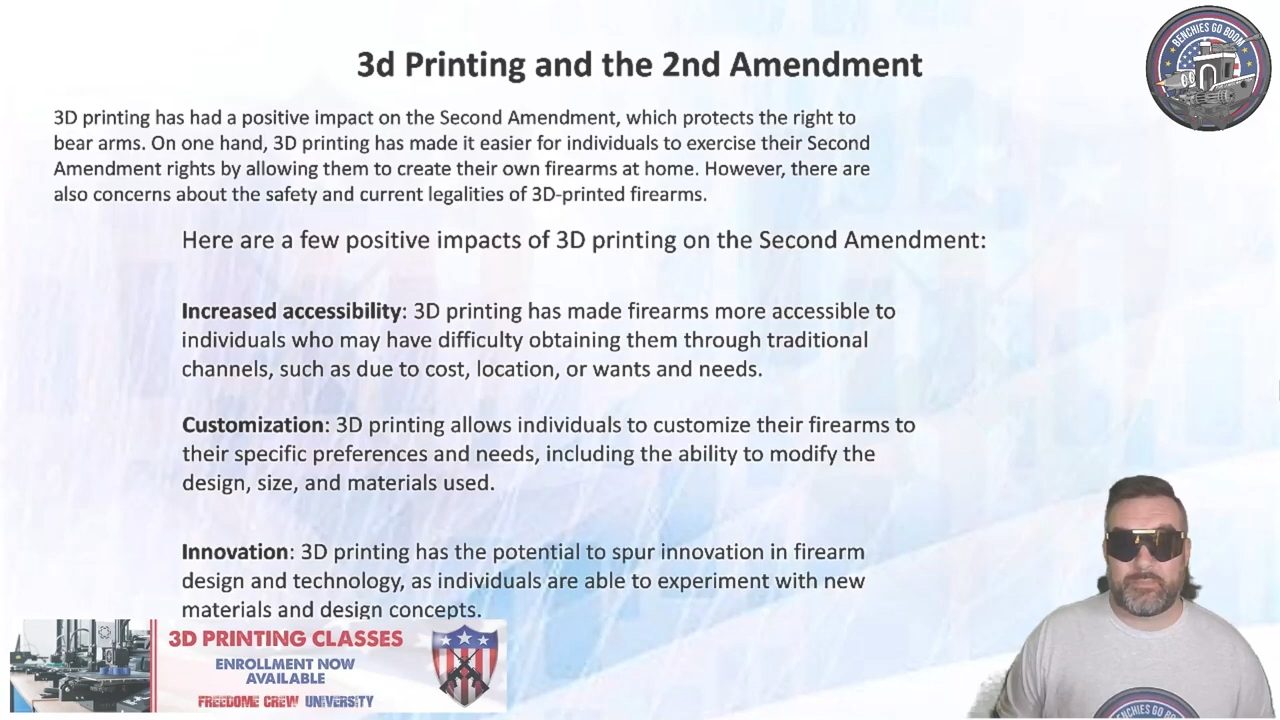 3d Printing and the 2nd Amendment
BENCHIES GO BOOM
3D printing has had a positive impact on the Second Amendment, which protects the right to
bear arms. On one hand, 3D printing has made it easier for individuals to exercise their Second
Amendment rights by allowing them to create their own firearms at home. However, there are
also concerns about the safety and current legalities of 3D-printed firearms.
Here are a few positive impacts of 3D printing on the Second Amendment:
Increased accessibility: 3D printing has made firearms more accessible to
individuals who may have difficulty obtaining them through traditional
channels, such as due to cost, location, or wants and needs.
Customization: 3D printing allows individuals to customize their firearms to
their specific preferences and needs, including the ability to modify the
design, size, and materials used.
Innovation: 3D printing has the potential to spur innovation in firearm
design and technology, as individuals are able to experiment with new
materials and design concepts.
3D PRINTING CLASSES
ENROLLMENT NOW
AVAILABLE
FREEDOME CREW UNIVERSITY